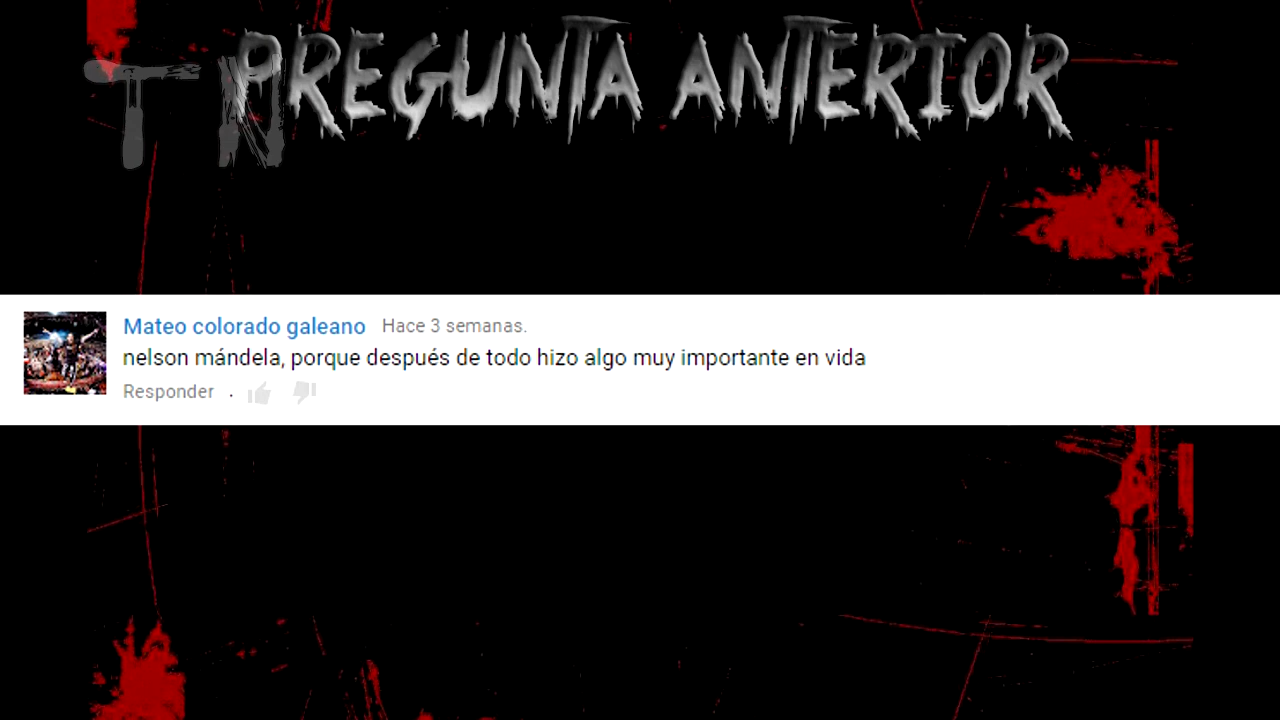 PREGUNTA ANTERIOR
T N
Mateo colorado galeano Hace 3 semanas.
nelson mándela, porque después de todo hizo algo muy importante en vida
Responder .